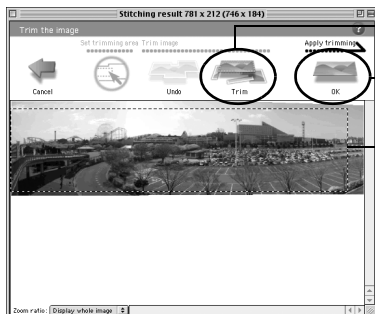 Stitching result 781 x 212 (746 x 184)
Trim the image
Set trimming area Trim image Apply trimming
Cancel Undo Trim OK
Zoom ratio: Display whole image